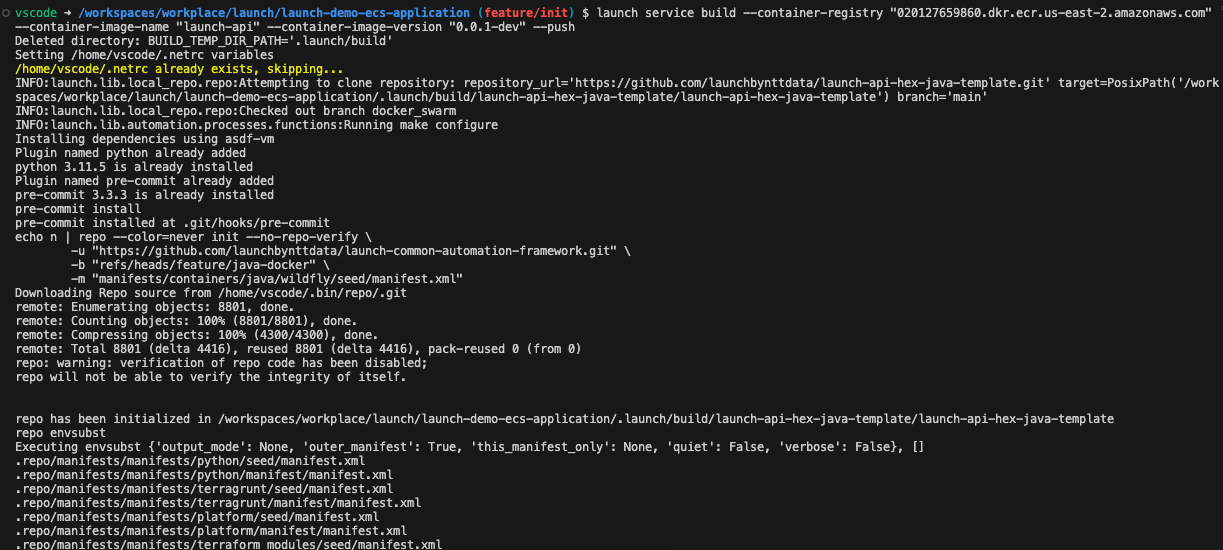 vscode → /workspaces/workplace/launch/launch-demo-ecs-application (feature/init) $ launch service build --container-registry "020127659860.dkr.ecr.us-east-2.amazonaws.com"
--container-image-name "launch-api" --container-image-version "0.0.1-dev" --push
Deleted directory: BUILD_TEMP_DIR_PATH='.launch/build'
Setting /home/vscode/.netrc variables
/home/vscode/.netrc already exists, skipping...
INFO:launch.lib.local_repo.repo:Attempting to clone repository: repository_url='https://github.com/launchbynttdata/launch-api-hex-java-template.git' target=PosixPath('/work
spaces/workplace/launch/launch-demo-ecs-application/.launch/build/launch-api-hex-java-template/launch-api-hex-java-template') branch='main'
INFO:launch.lib.local_repo.repo:Checked out branch docker_swarm
INFO:launch.lib.automation.processes.functions:Running make configure
Installing dependencies using asdf-vm
Plugin named python already added
python 3.11.5 is already installed
Plugin named pre-commit already added
pre-commit 3.3.3 is already installed
pre-commit install
pre-commit installed at .git/hooks/pre-commit
echo n | repo --color=never init --no-repo-verify \
-u "https://github.com/launchbynttdata/launch-common-automation-framework.git" \
-b "refs/heads/feature/java-docker" \
-m "manifests/containers/java/wildfly/seed/manifest.xml"
Downloading Repo source from /home/vscode/.bin/repo/.git
remote: Enumerating objects: 8801, done.
remote: Counting objects: 100% (8801/8801), done.
remote: Compressing objects: 100% (4300/4300), done.
remote: Total 8801 (delta 4416), reused 8801 (delta 4416), pack-reused 0 (from 0)
repo: warning: verification of repo code has been disabled;
repo will not be able to verify the integrity of itself.
repo has been initialized in /workspaces/workplace/launch/launch-demo-ecs-application/.launch/build/launch-api-hex-java-template/launch-api-hex-java-template
repo envsubst
Executing envsubst {'output_mode': None, 'outer_manifest': True, 'this_manifest_only': None, 'quiet': False, 'verbose': False}, []
.repo/manifests/manifests/python/seed/manifest.xml
.repo/manifests/manifests/python/manifest/manifest.xml
.repo/manifests/manifests/terragrunt/seed/manifest.xml
.repo/manifests/manifests/terragrunt/manifest/manifest.xml
.repo/manifests/manifests/platform/seed/manifest.xml
.repo/manifests/manifests/platform/manifest/manifest.xml
.repo/manifests/manifests/terraform_modules/seed/manifest.xml